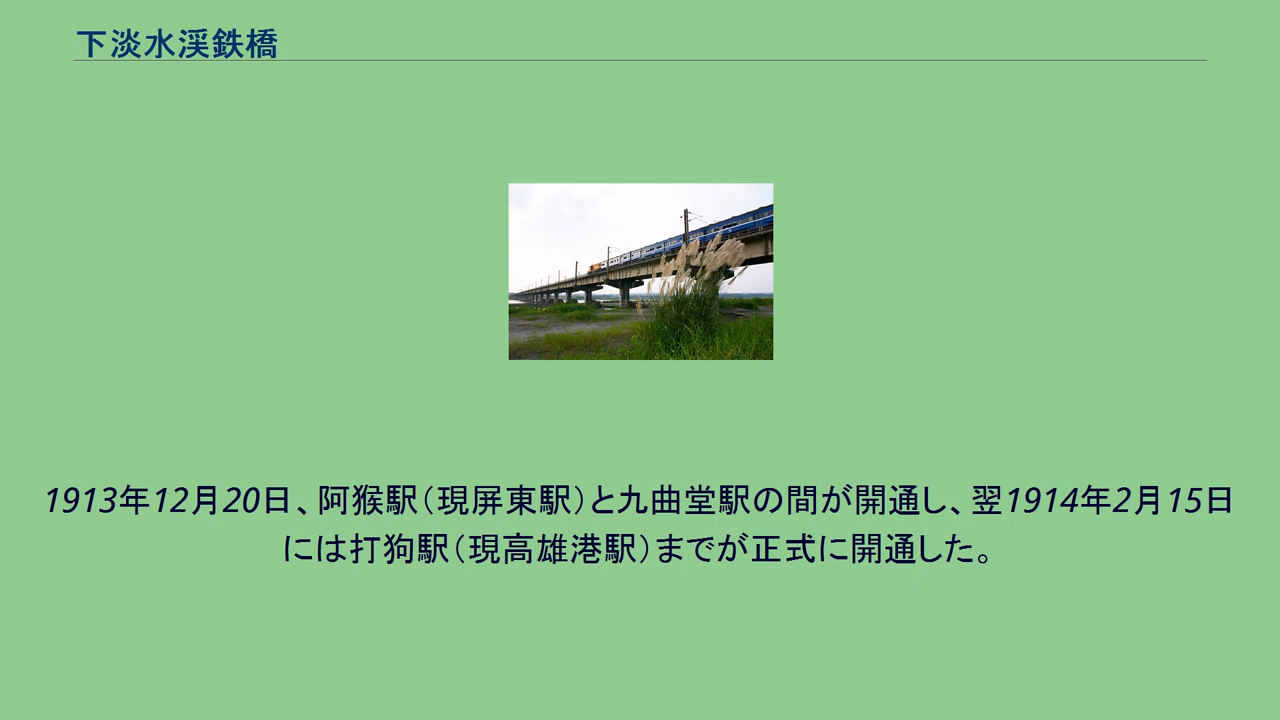 下淡水渓鉄橋
1913年12月20日、阿猴駅（現屏東駅）と九曲堂駅の間が開通し、翌1914年2月15日
には打狗駅（現高雄港駅）までが正式に開通した。